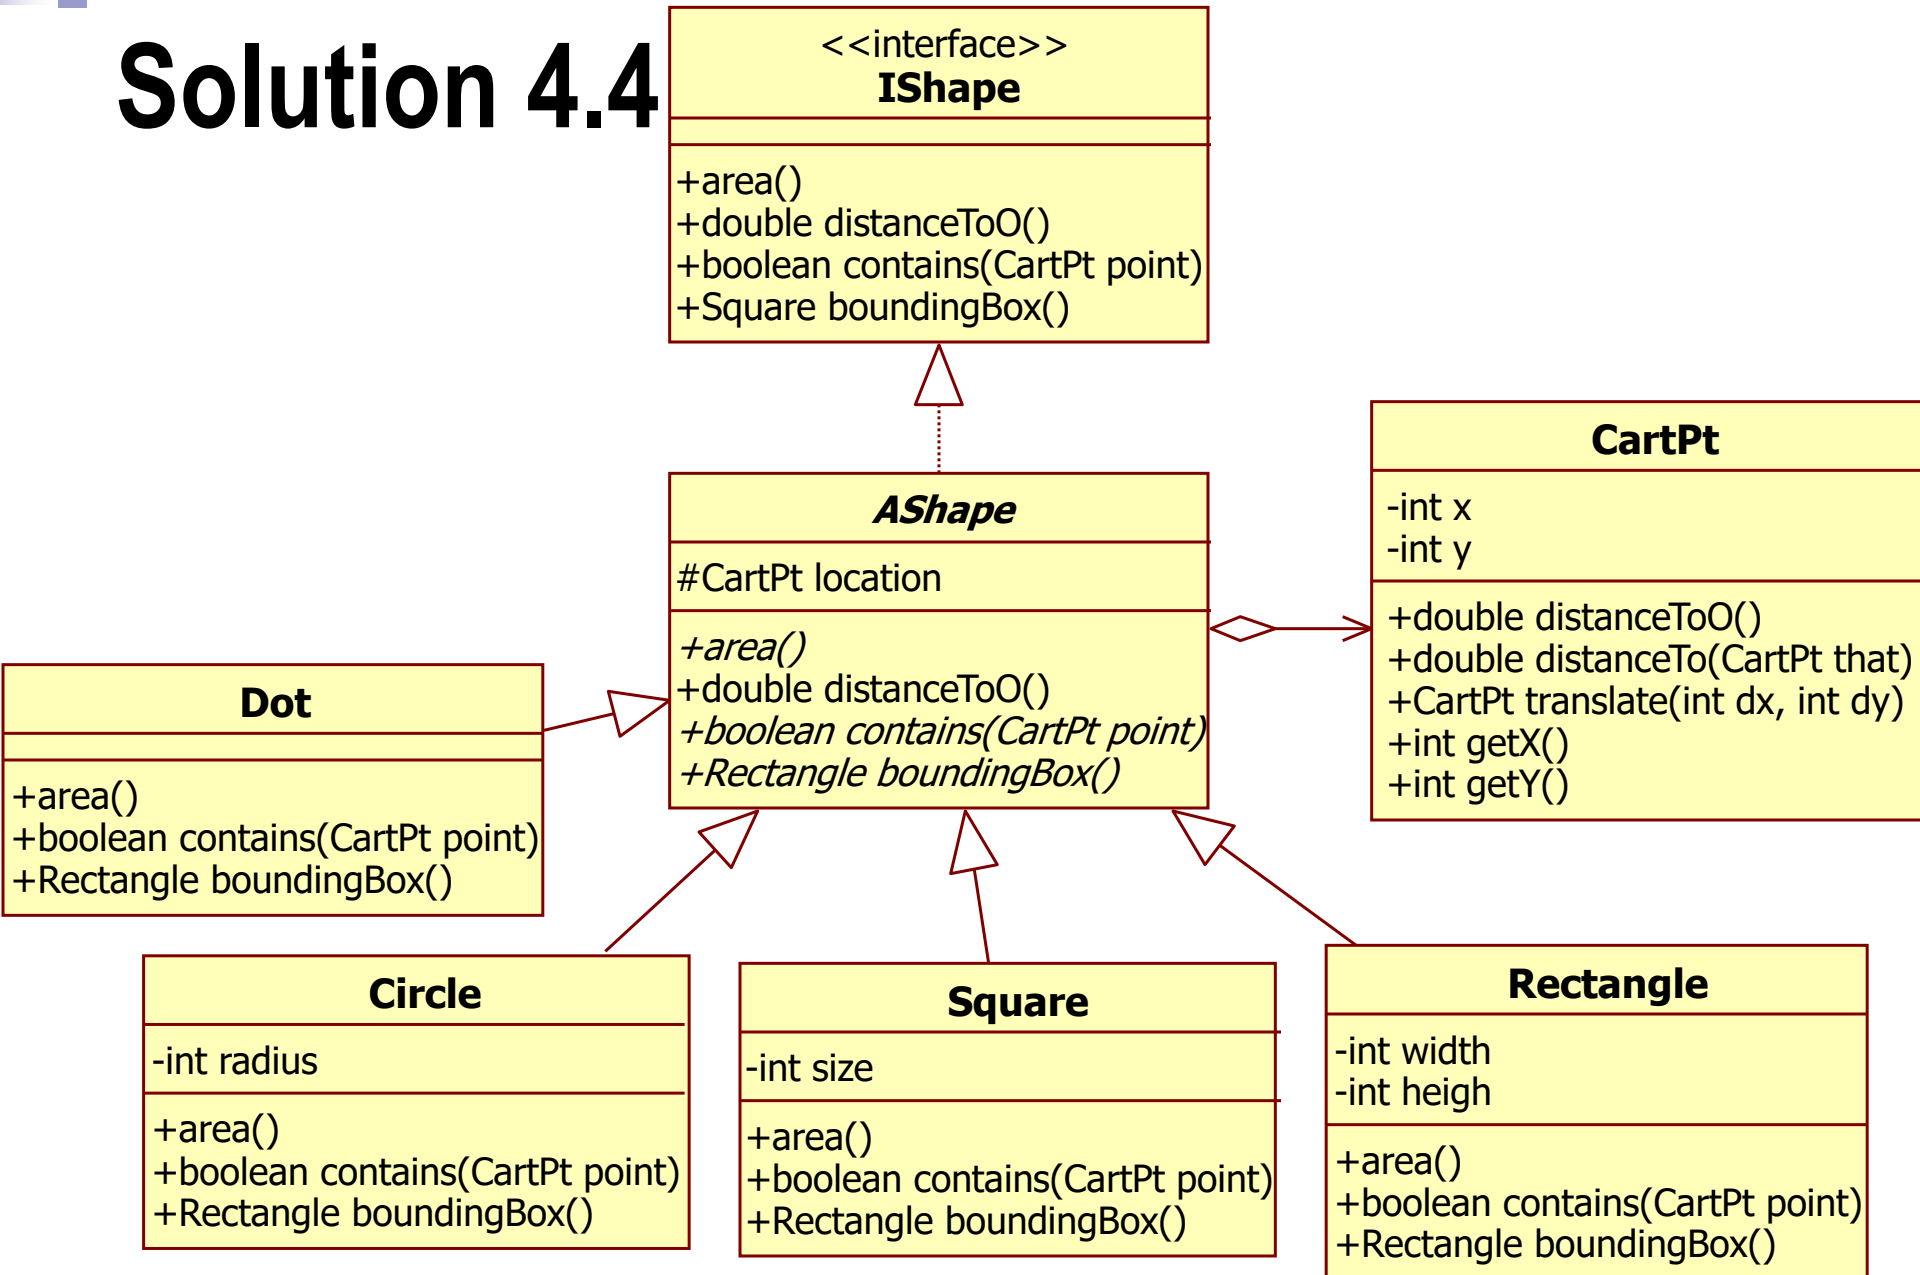 Solution 4.4
<<interface>>
IShape
+area()
+double distanceToO()
+boolean contains(CartPt point)
+Square boundingBox()
AShape
#CartPt location
+area()
+double distanceToO()
+boolean contains(CartPt point)
+Rectangle boundingBox()
CartPt
-int x
-int y
+double distanceToO()
+double distanceTo(CartPt that)
+CartPt translate(int dx, int dy)
+int getX()
+int getY()
Dot
+area()
+boolean contains(CartPt point)
+Rectangle boundingBox()
Circle
-int radius
+area()
+boolean contains(CartPt point)
+Rectangle boundingBox()
Square
-int size
+area()
+boolean contains(CartPt point)
+Rectangle boundingBox()
Rectangle
-int width
-int heigh
+area()
+boolean contains(CartPt point)
+Rectangle boundingBox()